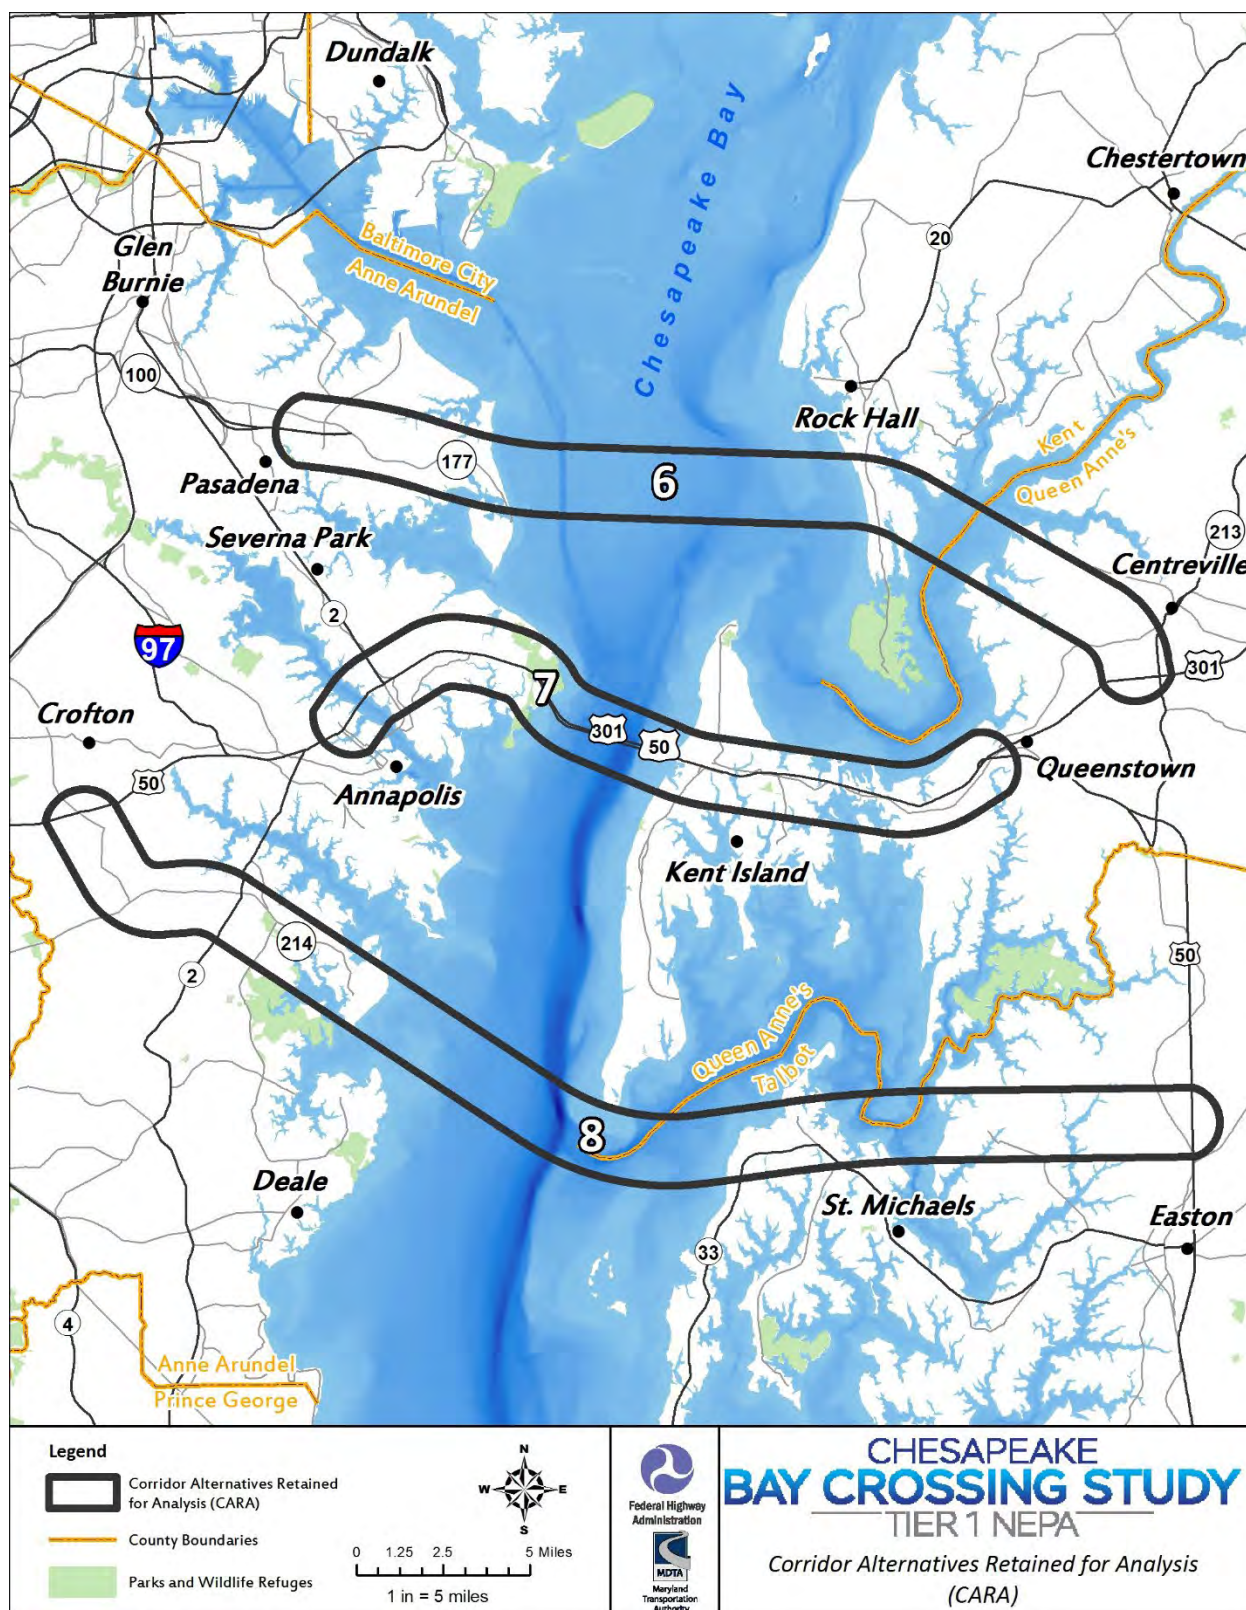 Dundalk
Chesapeake Bay
Chestertown
20
Glen
Burnie
Baltimore City
Anne Arundel
100
Rock Hall
Kent
Queen Anne's
177
6
Pasadena
Severna Park
213
Centreville
2
97
301
7
Crofton
301
50
50
Annapolis
Queenstown
Kent Island
214
2
50
Queen Anne's
Talbot
8
Deale
St. Michaels
Easton
33
4
Anne Arundel
Prince George
Legend
Corridor Alternatives Retained
for Analysis (CARA)
County Boundaries
Parks and Wildlife Refuges
N
W
E
S
0 1.25 2.5 5 Miles
1 in = 5 miles
Federal Highway
Administration
MDTA
Maryland
Transportation
Authority
CHESAPEAKE
BAY CROSSING STUDY
TIER 1 NEPA
Corridor Alternatives Retained for Analysis
(CARA)